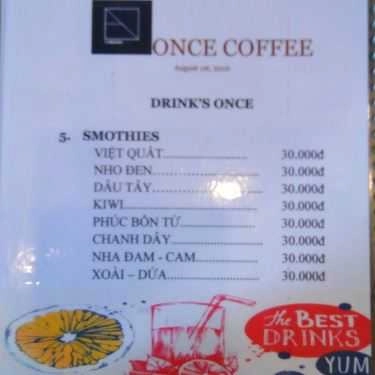 ONCE COFFEE
DRINK'S ONCE
5. SMOTHIES
VIỆT QUẤT........................ 30.000đ
NHO ĐEN........................ 30.000đ
DÂU TÂY........................ 30.000đ
KIWI........................ 30.000đ
PHÚC BỒN TỬ........................ 30.000đ
CHANH DÂY........................ 30.000đ
NHA ĐAM - CAM........................ 30.000đ
XOÀI – DỨA........................ 30.000đ
the BEST
DRINKS
YUM